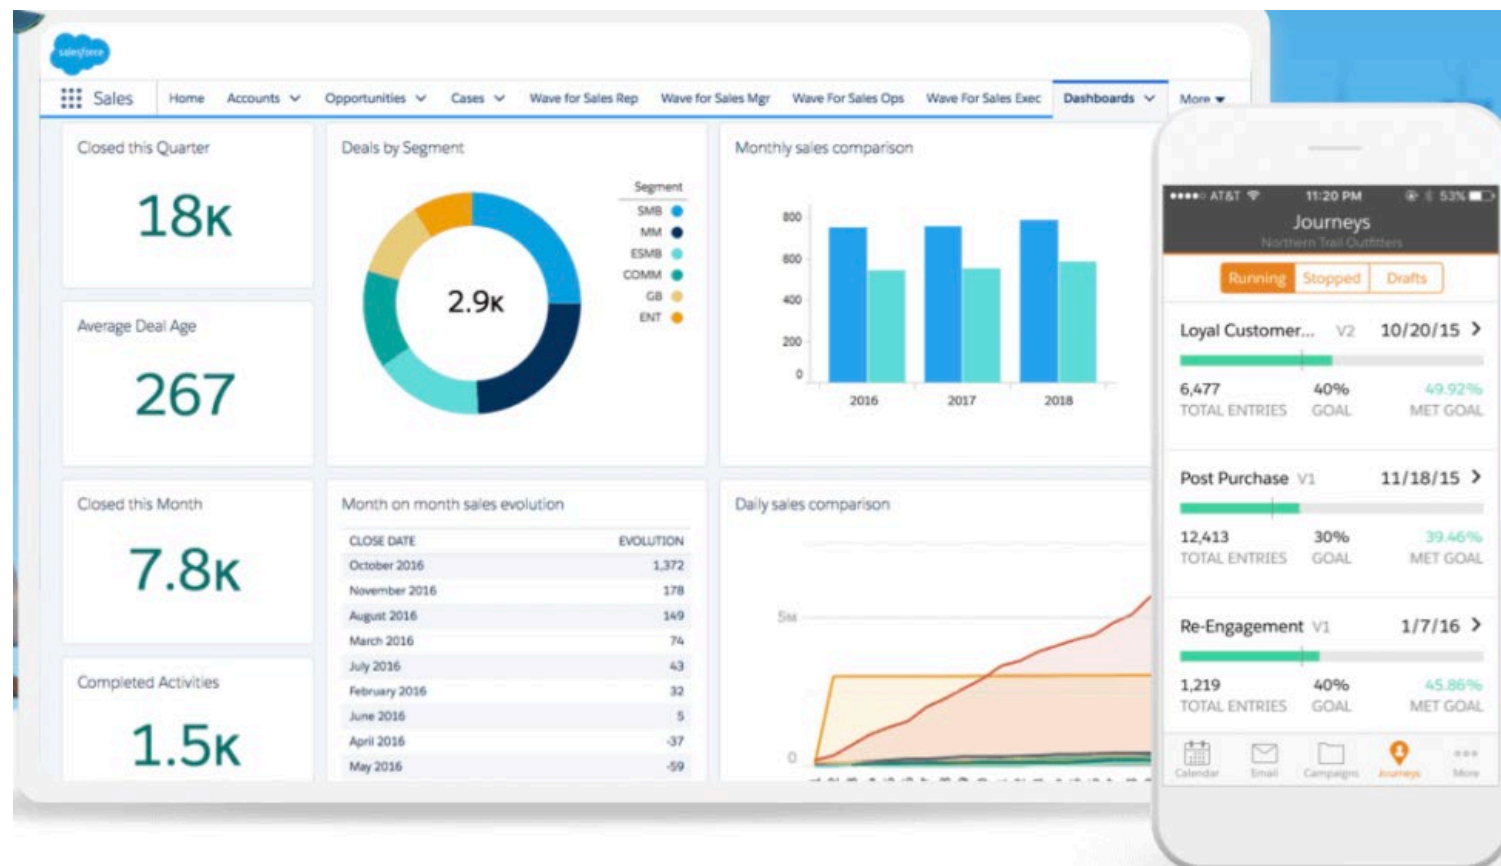 salesforce
Sales Home Accounts Opportunities Cases Wave for Sales Rep Wave for Sales Mgr Wave For Sales Ops Wave For Sales Exec Dashboards More
Closed this Quarter
18K
Average Deal Age
267
Closed this Month
7.8K
Completed Activities
1.5K
Deals by Segment
2.9K
Segment
SMB
MM
ESMB
COMM
GB
ENT
Monthly sales comparison
800
600
400
200
0
2016 2017 2018
Month on month sales evolution
CLOSE DATE EVOLUTION
October 2016 1,372
November 2016 178
August 2016 149
March 2016 74
July 2016 43
February 2016 32
June 2016 5
April 2016 -37
May 2016 -59
Daily sales comparison
5M
0
AT&T 11:20 PM 53%
Journeys
Northern Trail Outfitters
Running Stopped Drafts
Loyal Customer... V2 10/20/15
6,477 40% 49.92%
TOTAL ENTRIES GOAL MET GOAL
Post Purchase V1 11/18/15
12,413 30% 39.46%
TOTAL ENTRIES GOAL MET GOAL
Re-Engagement V1 1/7/16
1,219 40% 45.86%
TOTAL ENTRIES GOAL MET GOAL
Calendar Email Campaigns Journeys More